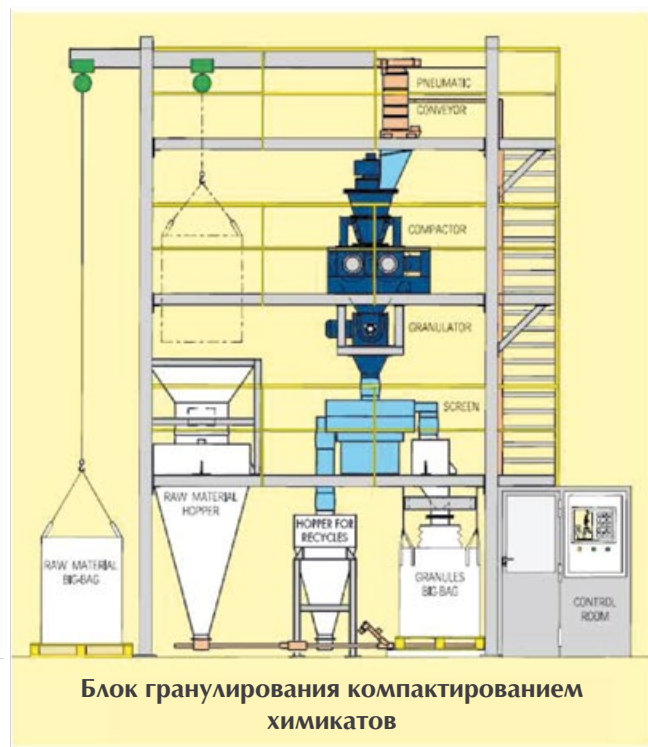 PNEUMATIC
CONVEYOR
COMPACTOR
GRANULATOR
SCREEN
RAW MATERIAL
HOPPER
HOPPER FOR
RECYCLES
RAW MATERIAL
BIG-BAG
GRANULES
BIG-BAG
CONTROL
ROOM
Блок гранулирования компактированием
химикатов